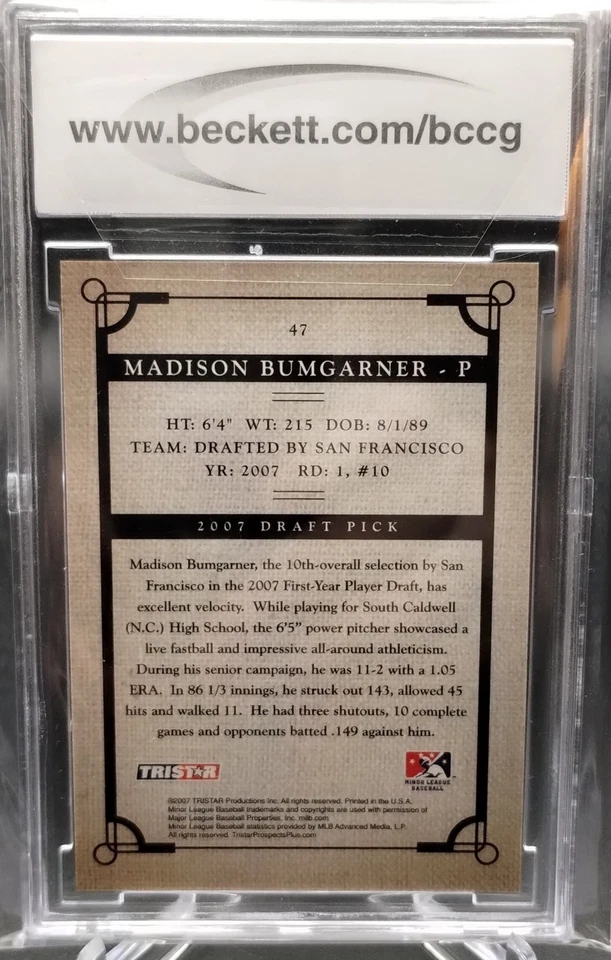 www.beckett.com/bccg
47
MADISON BUMGARNER - P
HT: 6'4" WT: 215 DOB: 8/1/89
TEAM: DRAFTED BY SAN FRANCISCO
YR: 2007 RD: 1, #10
2007 DRAFT PICK
Madison Bumgarner, the 10th-overall selection by San
Francisco in the 2007 First-Year Player Draft, has
excellent velocity. While playing for South Caldwell
(N.C.) High School, the 6'5” power pitcher showcased a
live fastball and impressive all-around athleticism.
During his senior campaign, he was 11-2 with a 1.05
ERA. In 86 1/3 innings, he struck out 143, allowed 45
hits and walked 11. He had three shutouts, 10 complete
games and opponents batted .149 against him.
TRISTAR
MINOR LEAGUE
BASEBALL
©2007 TRISTAR Productions Inc. All rights reserved. Printed in the U.S.A.
Minor League Baseball trademarks and copyrights are used with permission of
Major League Baseball Properties, Inc. milb.com
Minor League Baseball statistics provided by MLB Advanced Media, L.P.
All rights reserved. TristarProspectsPlus.com